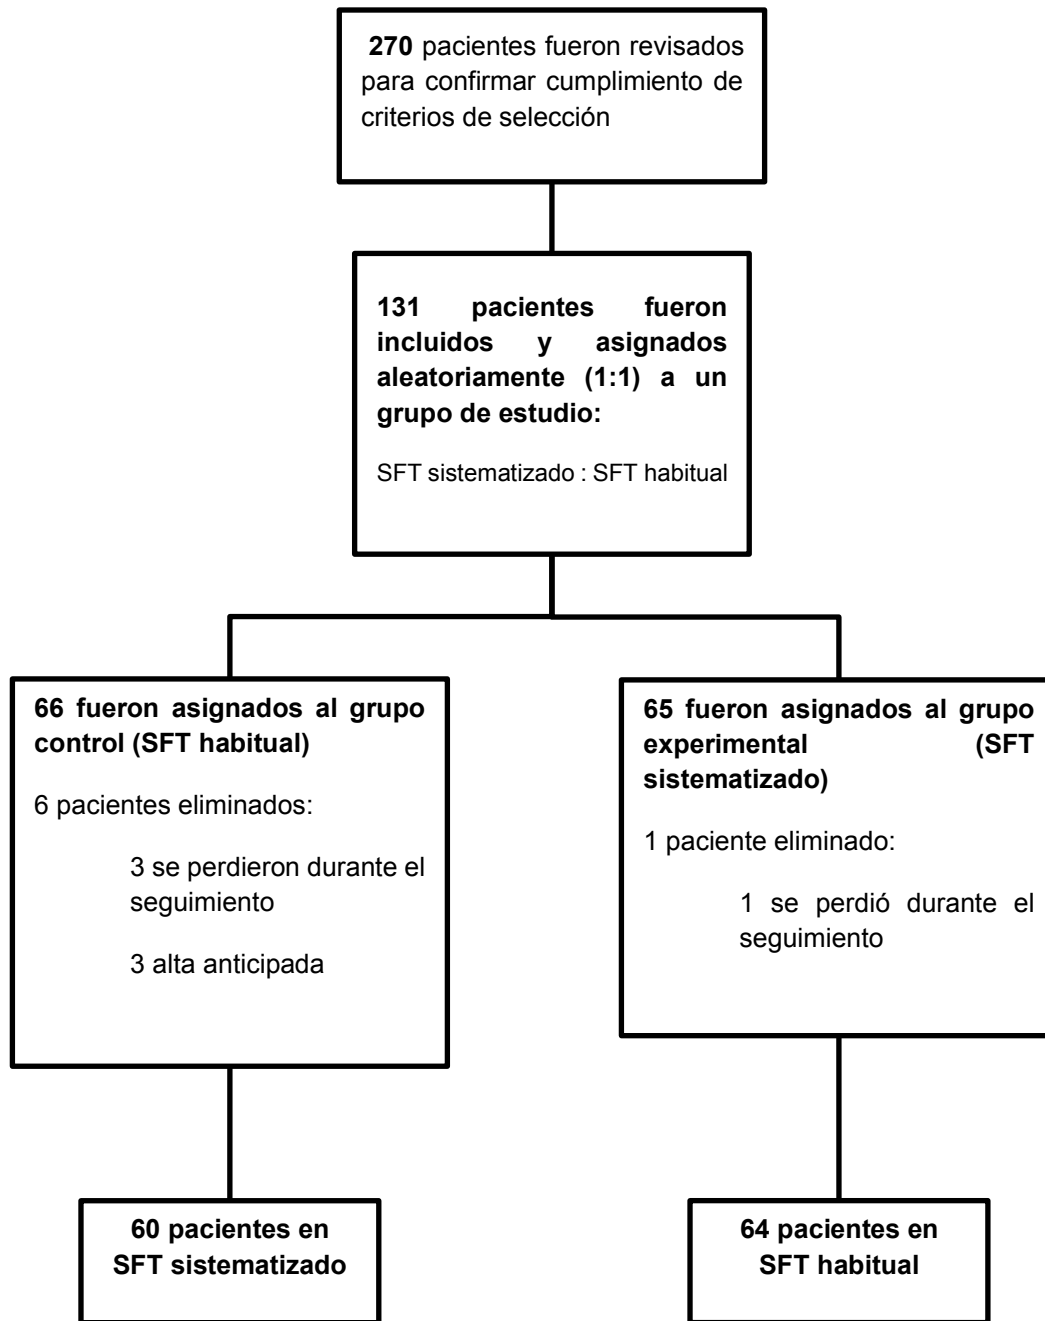 270 pacientes fueron revisados
para confirmar cumplimiento de
criterios de selección
131 pacientes fueron
incluidos y asignados
aleatoriamente (1:1) a un
grupo de estudio:
SFT sistematizado : SFT habitual
66 fueron asignados al grupo
control (SFT habitual)
6 pacientes eliminados:
3 se perdieron durante el
seguimiento
3 alta anticipada
65 fueron asignados al grupo
experimental (SFT
sistematizado)
1 paciente eliminado:
1 se perdió durante el
seguimiento
60 pacientes en
SFT sistematizado
64 pacientes en
SFT habitual